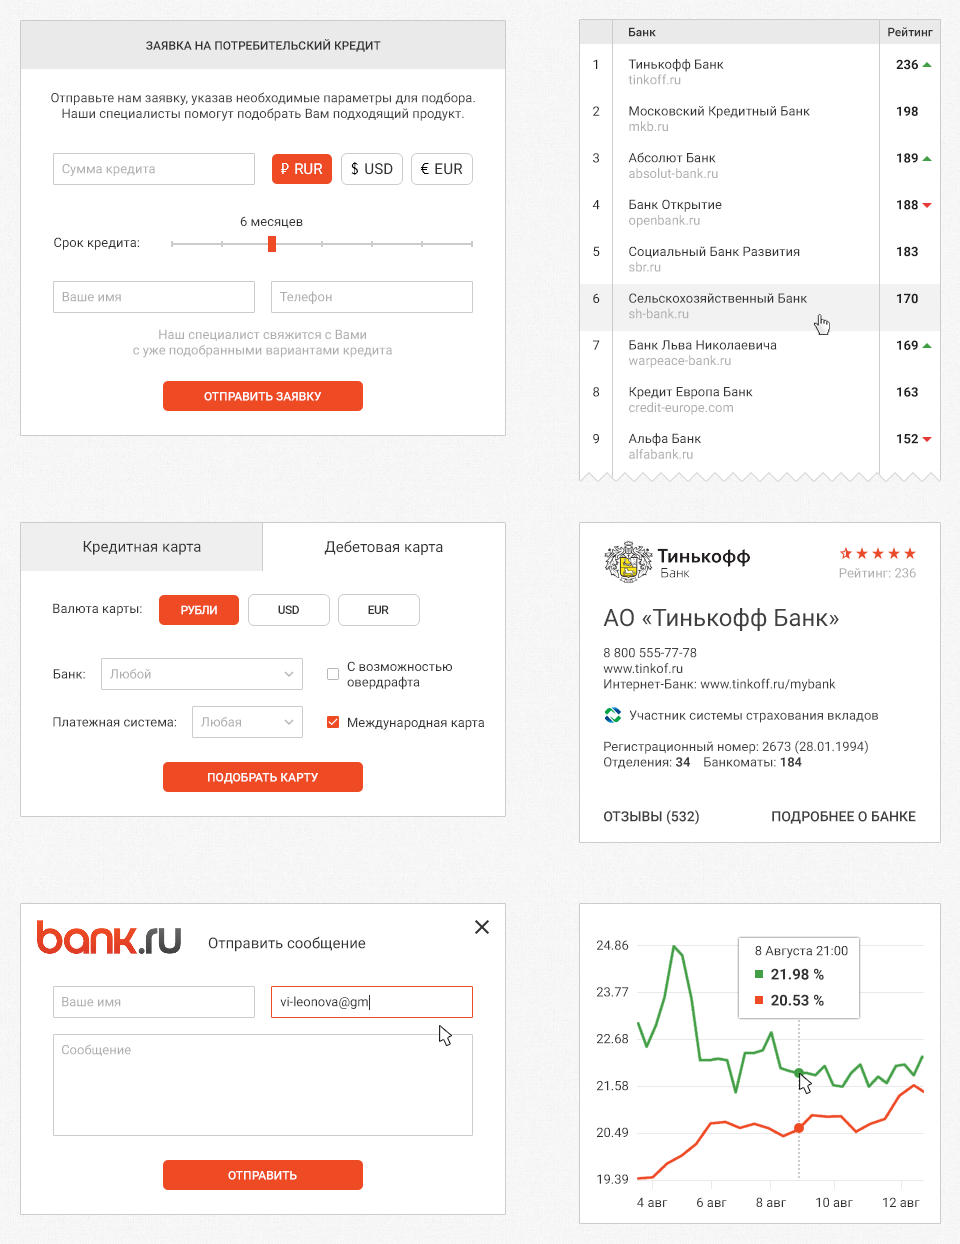 ЗАЯВКА НА ПОТРЕБИТЕЛЬСКИЙ КРЕДИТ
Отправьте нам заявку, указав необходимые параметры для подбора.
Наши специалисты помогут подобрать Вам подходящий продукт.
Сумма кредита
₽ RUR
$ USD
€ EUR
6 месяцев
Срок кредита:
Ваше имя
Телефон
Наш специалист свяжится с Вами
с уже подобранными вариантами кредита
ОТПРАВИТЬ ЗАЯВКУ
Банк Рейтинг
1 Тинькофф Банк 236
tinkoff.ru
2 Московский Кредитный Банк 198
mkb.ru
3 Абсолют Банк 189
absolut-bank.ru
4 Банк Открытие 188
openbank.ru
5 Социальный Банк Развития 183
sbr.ru
6 Сельскохозяйственный Банк 170
sh-bank.ru
7 Банк Льва Николаевича 169
warpeace-bank.ru
8 Кредит Европа Банк 163
credit-europe.com
9 Альфа Банк 152
alfabank.ru
Кредитная карта
Дебетовая карта
Валюта карты:
РУБЛИ
USD
EUR
Банк:
Любой
С возможностью
овердрафта
Платежная система:
Любая
Международная карта
ПОДОБРАТЬ КАРТУ
Тинькофф
Банк
Рейтинг: 236
АО «Тинькофф Банк»
8 800 555-77-78
www.tinkof.ru
Интернет-Банк: www.tinkoff.ru/mybank
Участник системы страхования вкладов
Регистрационный номер: 2673 (28.01.1994)
Отделения: 34 Банкоматы: 184
ОТЗЫВЫ (532)
ПОДРОБНЕЕ О БАНКЕ
bank.ru
Отправить сообщение
Ваше имя
vi-leonova@gm
Сообщение
ОТПРАВИТЬ
8 Августа 21:00
21.98 %
20.53 %
24.86
23.77
22.68
21.58
20.49
19.39
4 авг
6 авг
8 авг
10 авг
12 авг